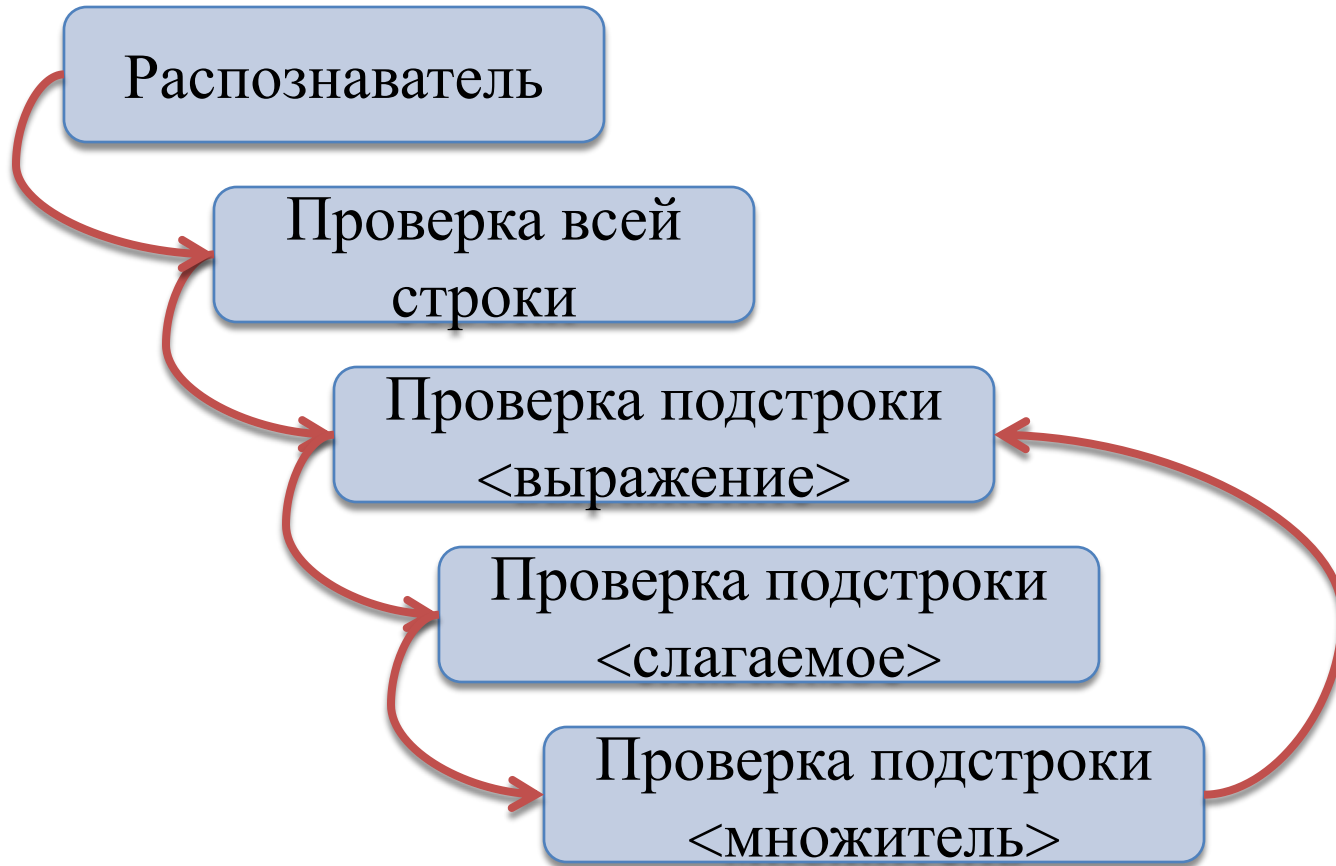 Распознаватель
Проверка всей
строки
Проверка подстроки
<выражение>
Проверка подстроки
<слагаемое>
Проверка подстроки
<множитель>